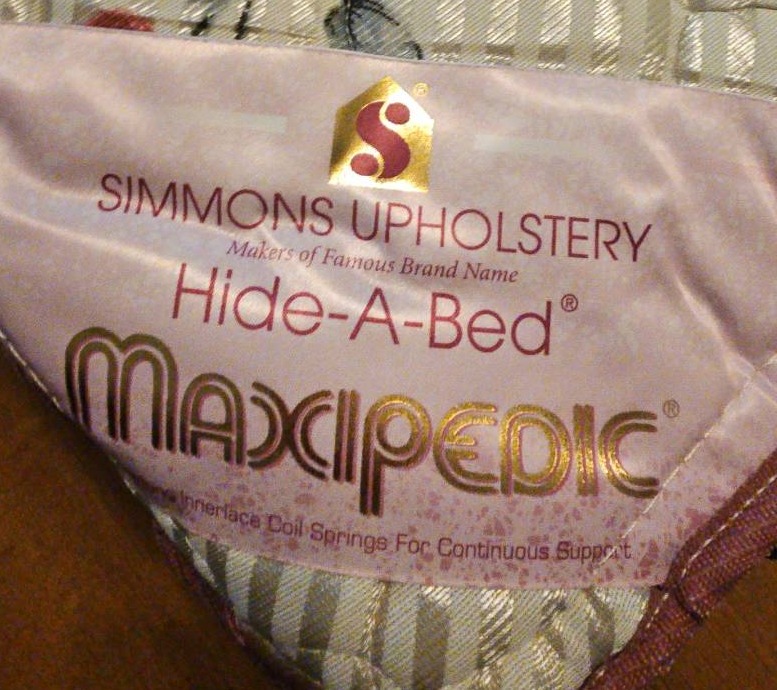 S®
SIMMONS UPHOLSTERY
Makers of Famous Brand Name
Hide-A-Bed®
MAXIPEDIC®
Innerlace Coil Springs For Continuous Support